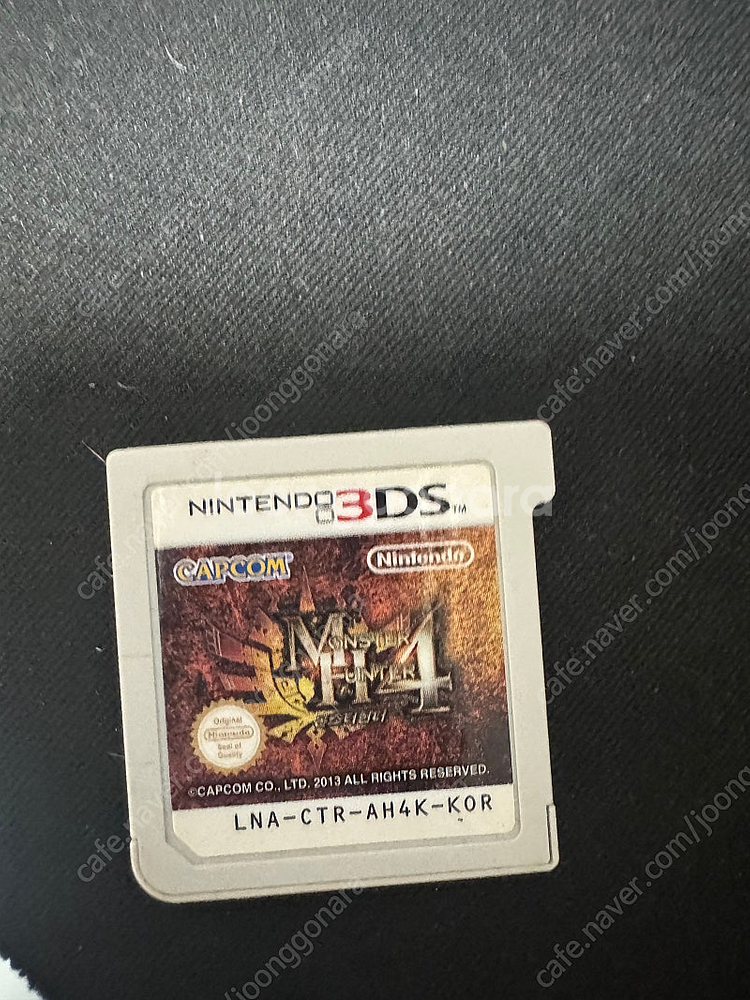 NINTENDO 3DS™
CAPCOM
Nintendo
MONSTER
HUNTER 4
Original
Nintendo
Seal of
Quality
©CAPCOM CO., LTD. 2013 ALL RIGHTS RESERVED.
LNA-CTR-AH4K-KOR
cafe.naver.com/joonggonara